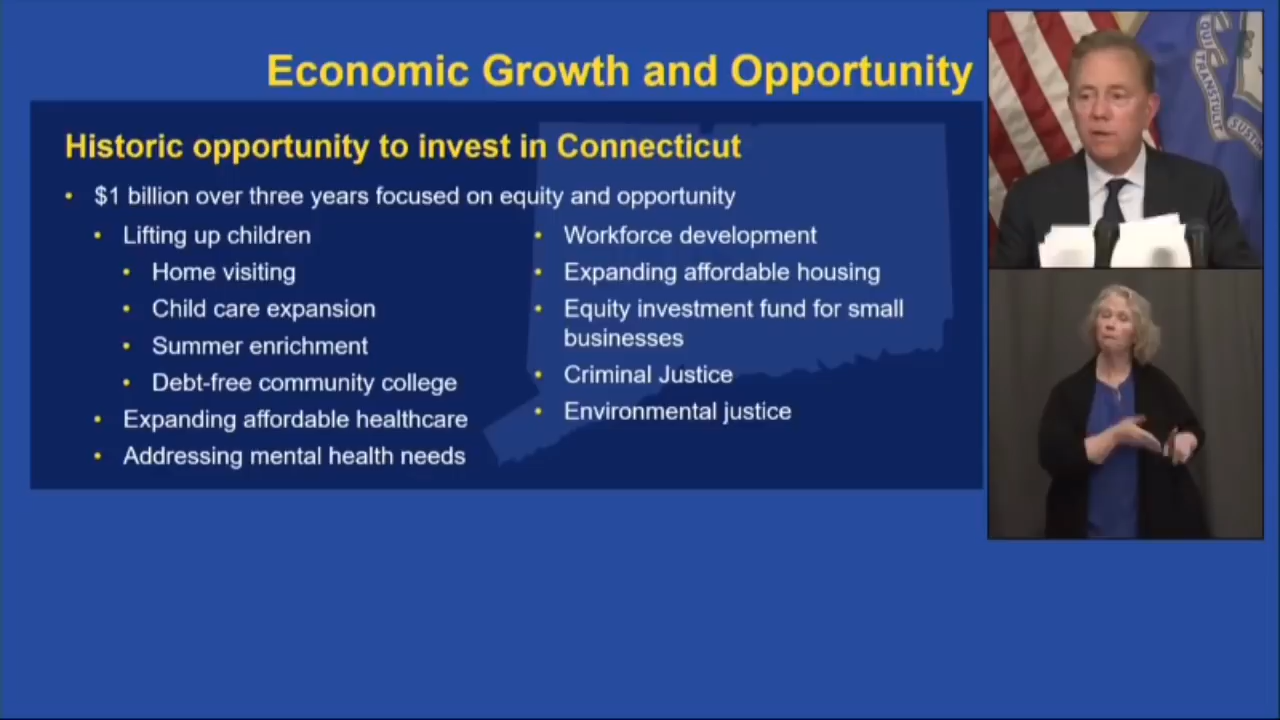 Economic Growth and Opportunity
Historic opportunity to invest in Connecticut
• $1 billion over three years focused on equity and opportunity
• Lifting up children
• Home visiting
• Child care expansion
• Summer enrichment
• Debt-free community college
• Expanding affordable healthcare
• Addressing mental health needs
• Workforce development
• Expanding affordable housing
• Equity investment fund for small
businesses
• Criminal Justice
• Environmental justice
QUI TRANSTULIT